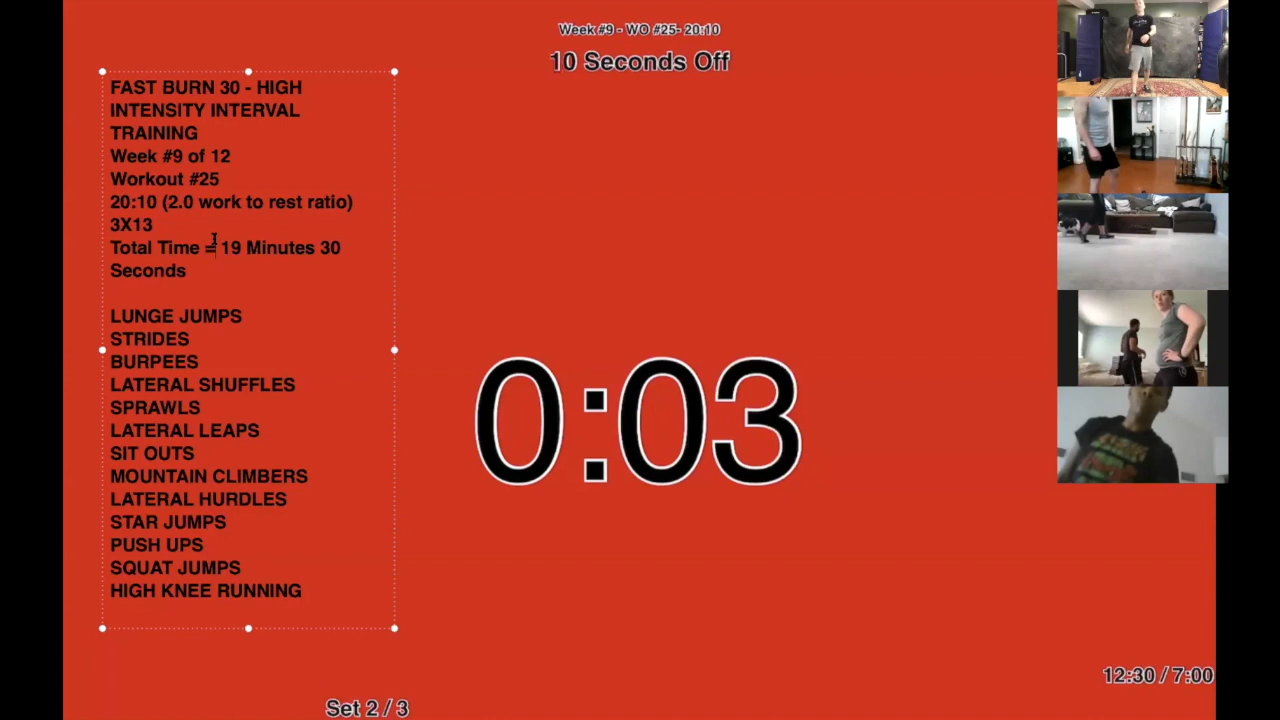 Week #9 - WO #25- 20:10
10 Seconds Off
FAST BURN 30 - HIGH
INTENSITY INTERVAL
TRAINING
Week #9 of 12
Workout #25
20:10 (2.0 work to rest ratio)
3X13
Total Time = 19 Minutes 30
Seconds
LUNGE JUMPS
STRIDES
BURPEES
LATERAL SHUFFLES
SPRAWLS
LATERAL LEAPS
SIT OUTS
MOUNTAIN CLIMBERS
LATERAL HURDLES
STAR JUMPS
PUSH UPS
SQUAT JUMPS
HIGH KNEE RUNNING
0:03
12:30 / 7:00
Set 2 / 3